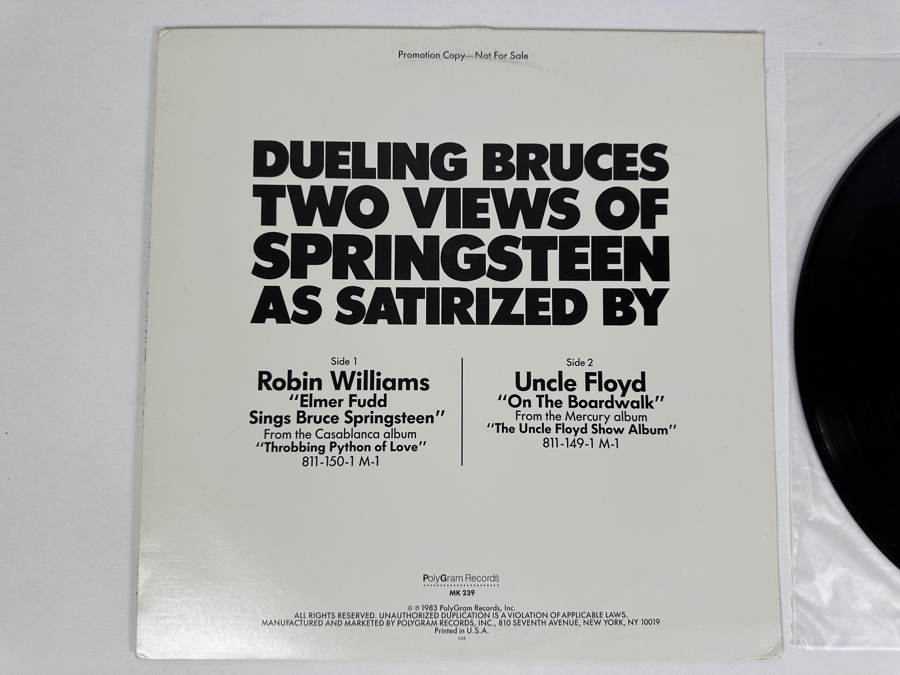 Promotion Copy—Not For Sale
DUELING BRUCES
TWO VIEWS OF
SPRINGSTEEN
AS SATIRIZED BY
Side 1
Robin Williams
“Elmer Fudd
Sings Bruce Springsteen”
From the Casablanca album
“Throbbing Python of Love”
811-150-1 M-1
Side 2
Uncle Floyd
“On The Boardwalk”
From the Mercury album
“The Uncle Floyd Show Album”
811-149-1 M-1
PolyGram Records
MK 239
© ℗ 1983 PolyGram Records, Inc.
ALL RIGHTS RESERVED. UNAUTHORIZED DUPLICATION IS A VIOLATION OF APPLICABLE LAWS.
MANUFACTURED AND MARKETED BY POLYGRAM RECORDS, INC., 810 SEVENTH AVENUE, NEW YORK, NY 10019
Printed in U.S.A.